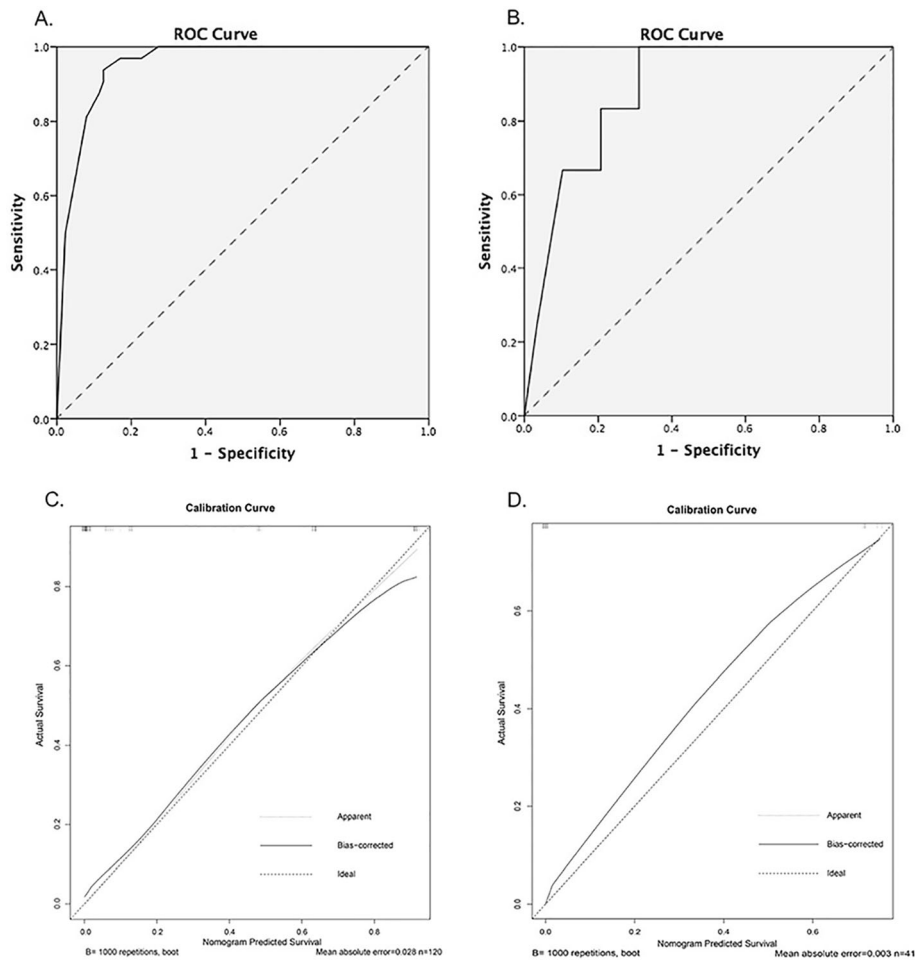 A.
ROC Curve
1.0
0.8
0.6
0.4
0.2
0.0
Sensitivity
0.0 0.2 0.4 0.6 0.8 1.0
1 - Specificity
B.
ROC Curve
1.0
0.8
0.6
0.4
0.2
0.0
Sensitivity
0.0 0.2 0.4 0.6 0.8 1.0
1 - Specificity
C.
Calibration Curve
0.8
0.6
0.4
0.2
0.0
Actual Survival
Apparent
Bias-corrected
Ideal
0.0 0.2 0.4 0.6 0.8
Nomogram Predicted Survival
B= 1000 repetitions, boot
Mean absolute error=0.028 n=120
D.
Calibration Curve
0.6
0.4
0.2
0.0
Actual Survival
Apparent
Bias-corrected
Ideal
0.0 0.2 0.4 0.6
Nomogram Predicted Survival
B= 1000 repetitions, boot
Mean absolute error=0.003 n=41